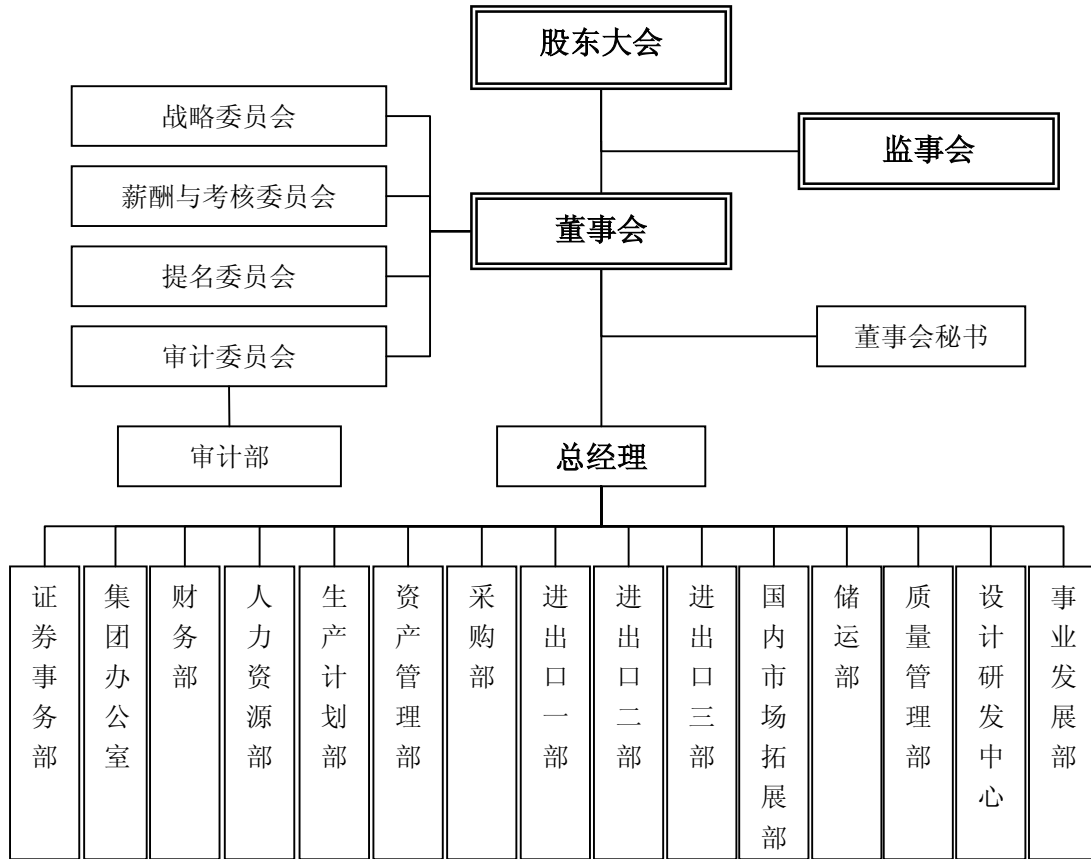 股东大会
战略委员会
监事会
薪酬与考核委员会
董事会
提名委员会
审计委员会
董事会秘书
审计部
总经理
证券事务部
集团办公室
财务部
人力资源部
生产计划部
资产管理部
采购部
进出口一部
进出口二部
进出口三部
国内市场拓展部
储运部
质量管理部
设计研发中心
事业发展部